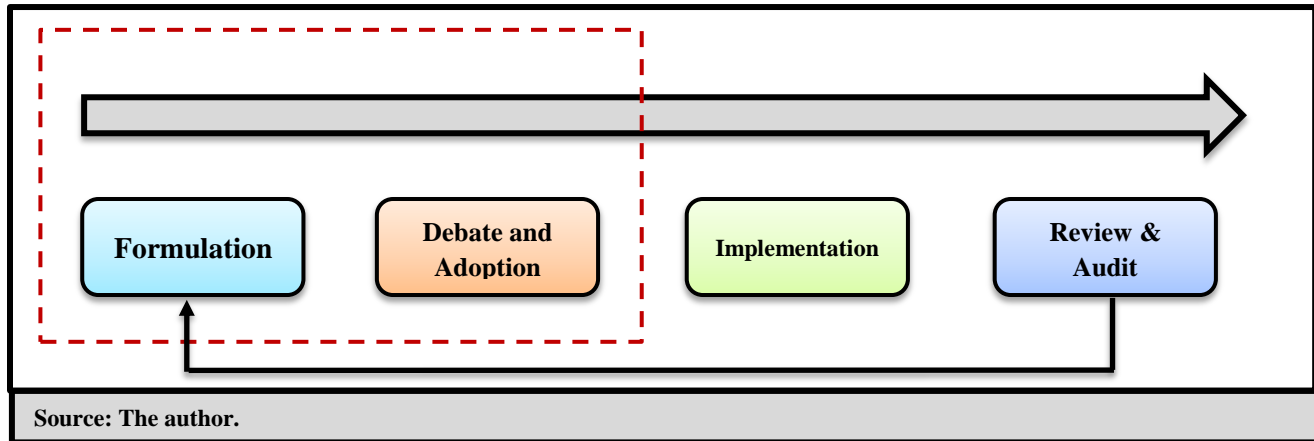 Formulation
Debate and
Adoption
Implementation
Review &
Audit
Source: The author.